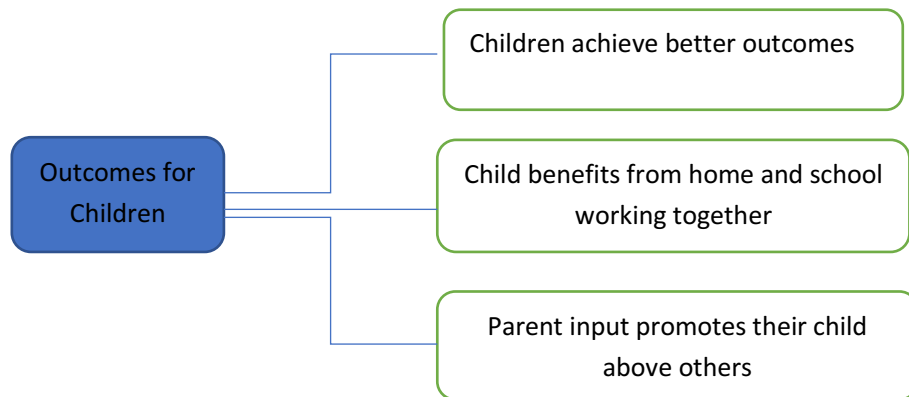 Outcomes for
Children
Children achieve better outcomes
Child benefits from home and school
working together
Parent input promotes their child
above others